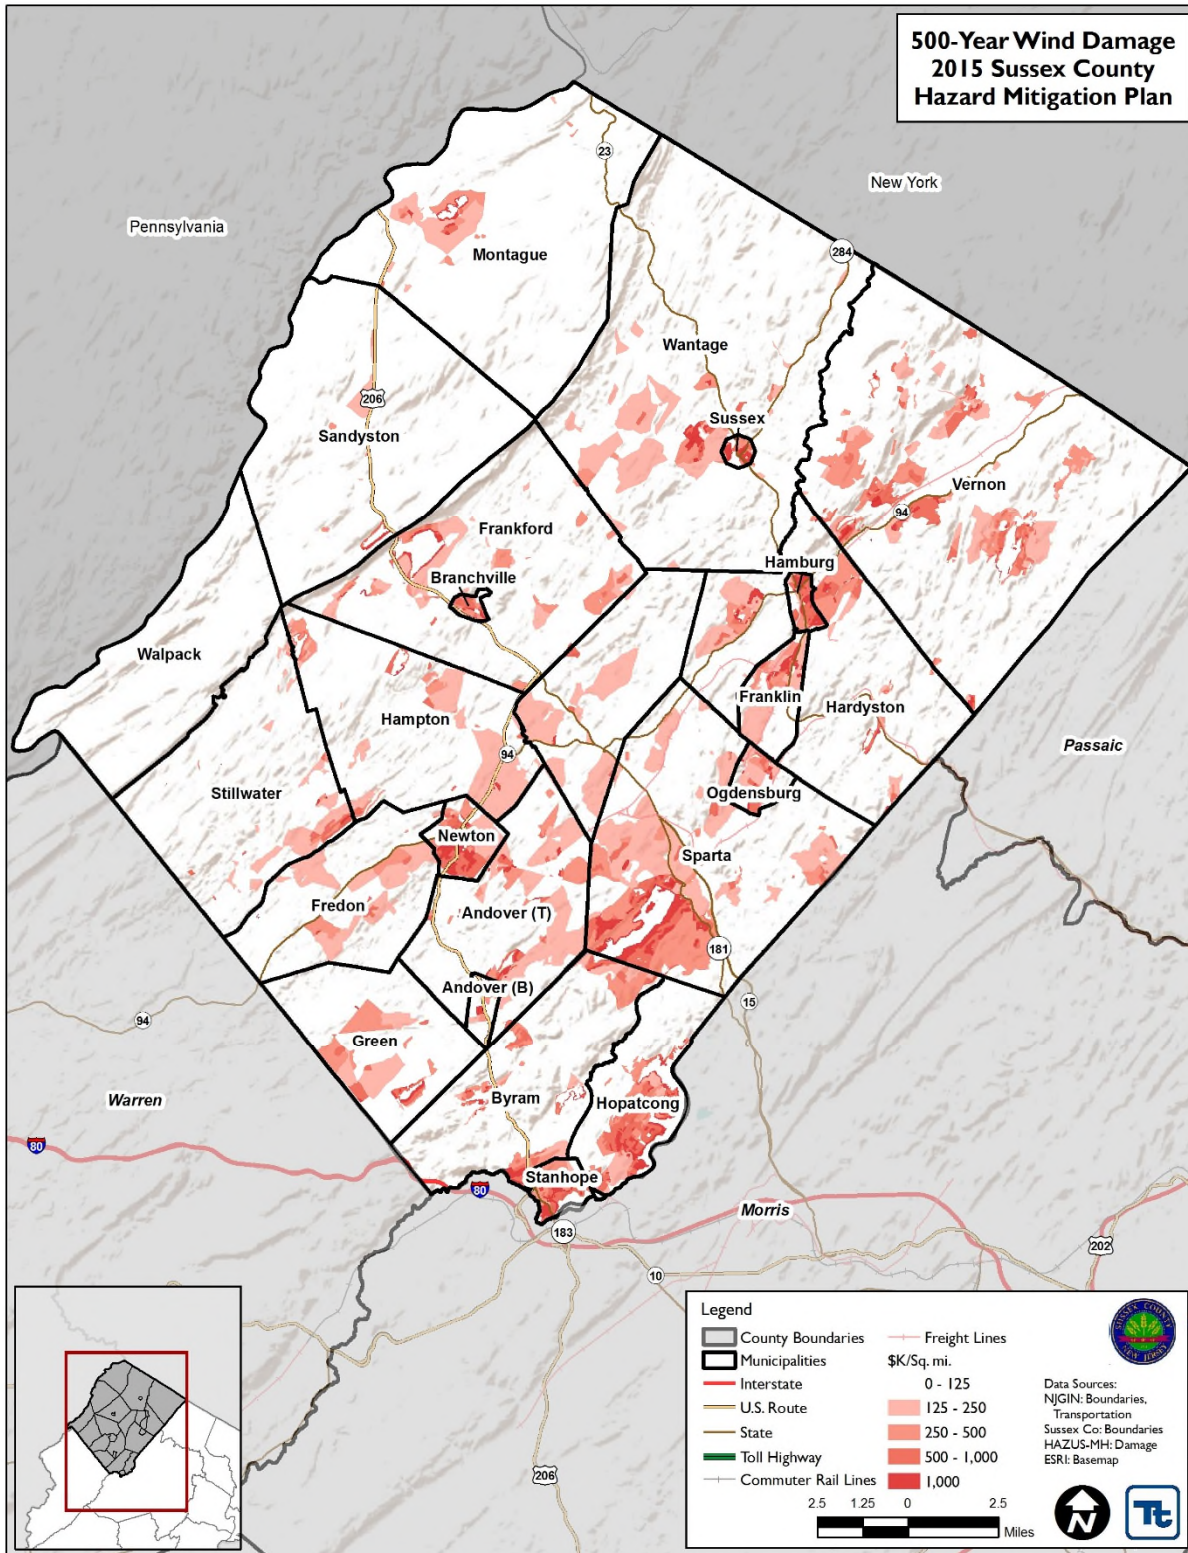 500-Year Wind Damage
2015 Sussex County
Hazard Mitigation Plan
23
New York
Pennsylvania
284
Montague
Wantage
206
Sussex
Sandyston
Vernon
94
Frankford
Hamburg
Branchville
Walpack
Franklin
Hardyston
Hampton
Passaic
94
Stillwater
Ogdensburg
Newton
Sparta
Fredon
Andover (T)
181
Andover (B)
15
94
Green
Warren
Byram
Hopatcong
80
Stanhope
80
Morris
183
202
10
206
Legend
County Boundaries
Municipalities
Interstate
U.S. Route
State
Toll Highway
Commuter Rail Lines
Freight Lines
$K/Sq. mi.
0 - 125
125 - 250
250 - 500
500 - 1,000
1,000
SUSSEX COUNTY
NEW JERSEY
Data Sources:
NJGIN: Boundaries,
Transportation
Sussex Co: Boundaries
HAZUS-MH: Damage
ESRI: Basemap
2.5 1.25 0 2.5
Miles
N
Tt